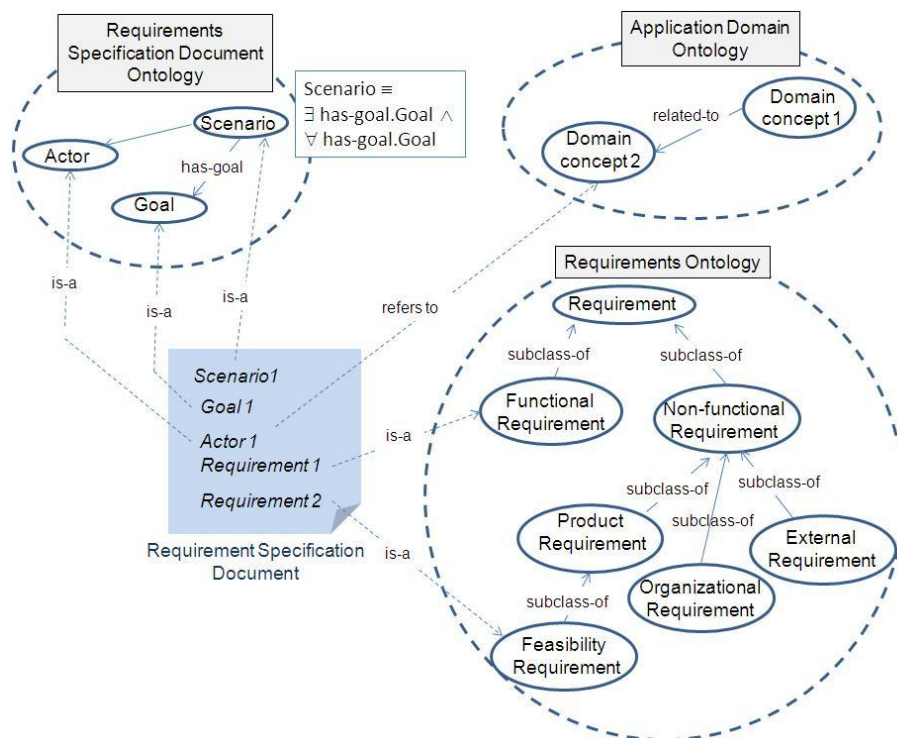 Requirements
Specification Document
Ontology
Scenario ≡
∃ has-goal.Goal ∧
∀ has-goal.Goal
Scenario
Actor
has-goal
Goal
Application Domain
Ontology
Domain
concept 1
related-to
Domain
concept 2
is-a
is-a
is-a
refers to
Requirements Ontology
Requirement
subclass-of
subclass-of
Functional
Requirement
Non-functional
Requirement
Scenario1
Goal 1
Actor 1
Requirement 1
Requirement 2
Requirement Specification
Document
is-a
is-a
subclass-of
subclass-of
subclass-of
Product
Requirement
External
Requirement
Organizational
Requirement
subclass-of
Feasibility
Requirement